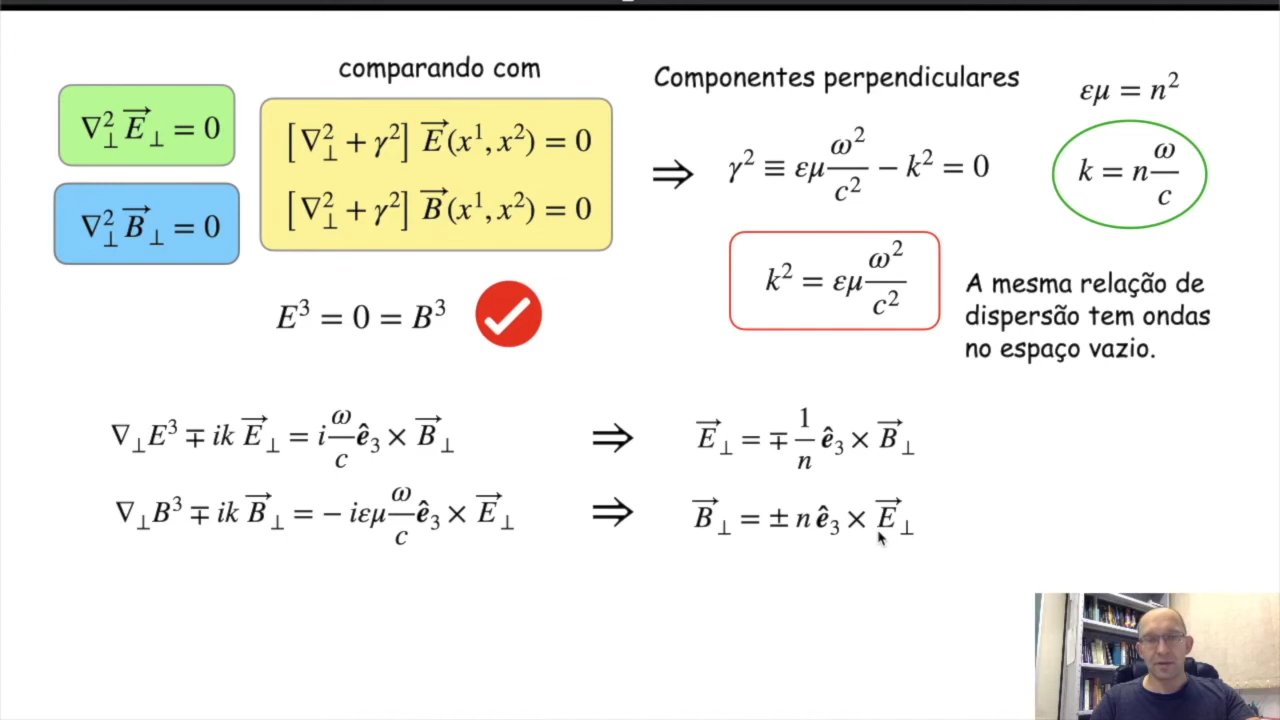 comparando com
∇²⊥ E⃗⊥ = 0
∇²⊥ B⃗⊥ = 0
[∇²⊥ + γ²] E⃗(x¹, x²) = 0
[∇²⊥ + γ²] B⃗(x¹, x²) = 0
E³ = 0 = B³
Componentes perpendiculares
⇒ γ² ≡ εμ ω²/c² − k² = 0
εμ = n²
k = n ω/c
k² = εμ ω²/c²
A mesma relação de
dispersão tem ondas
no espaço vazio.
∇⊥E³ ∓ ik E⃗⊥ = i ω/c ê₃ × B⃗⊥ ⇒ E⃗⊥ = ∓ 1/n ê₃ × B⃗⊥
∇⊥B³ ∓ ik B⃗⊥ = − iεμ ω/c ê₃ × E⃗⊥ ⇒ B⃗⊥ = ± n ê₃ × E⃗⊥